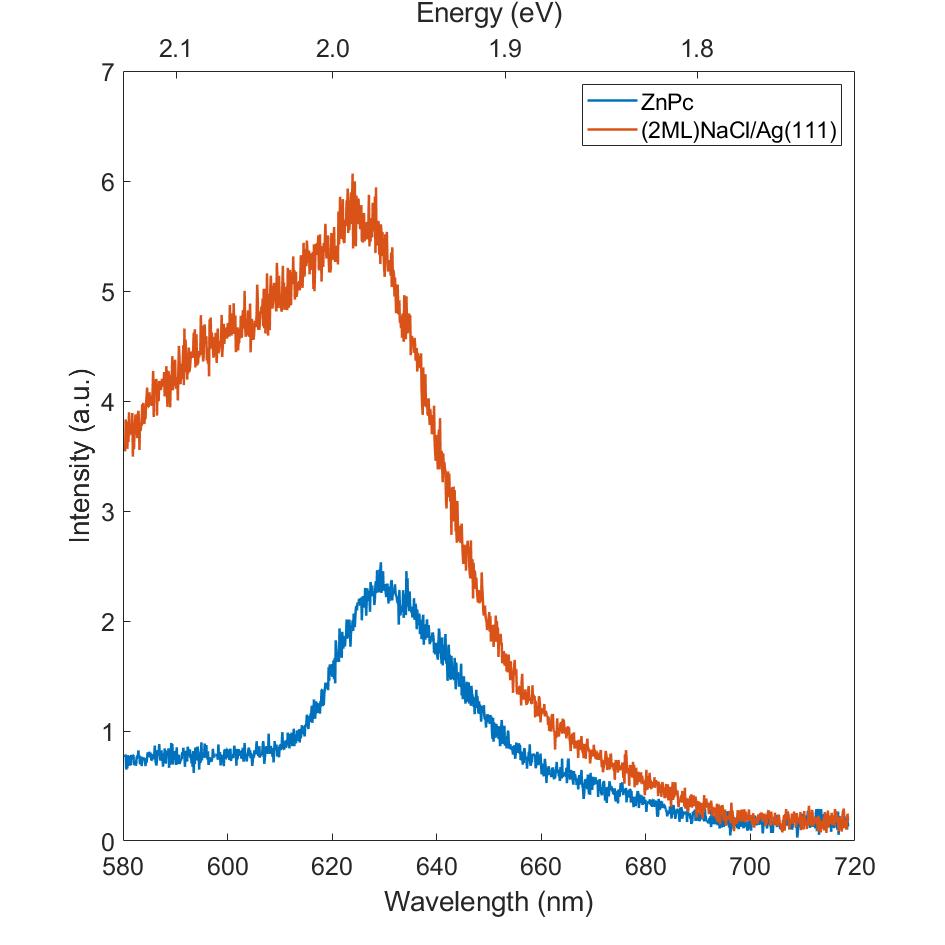 Energy (eV)
2.1 2.0 1.9 1.8
ZnPc
(2ML)NaCl/Ag(111)
7
6
5
4
3
2
1
0
Intensity (a.u.)
580 600 620 640 660 680 700 720
Wavelength (nm)